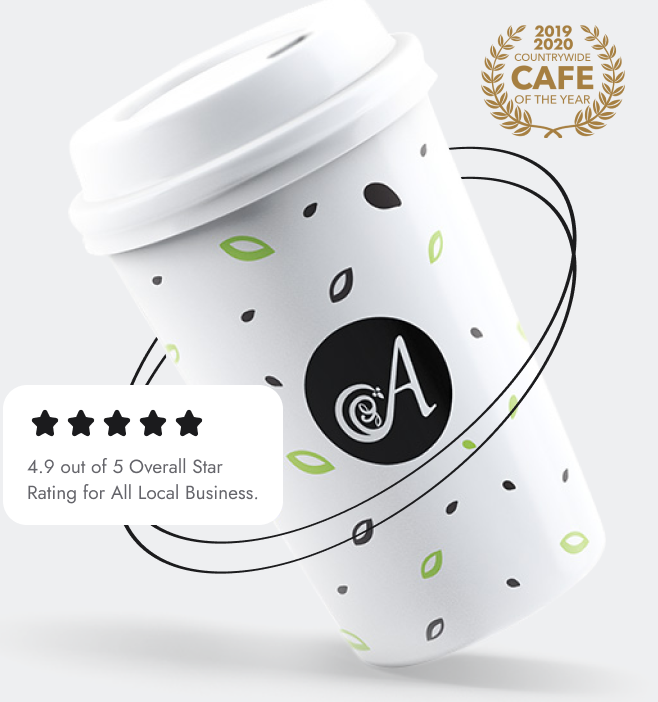 2019
2020
COUNTRYWIDE
CAFE
OF THE YEAR
A
4.9 out of 5 Overall Star
Rating for All Local Business.